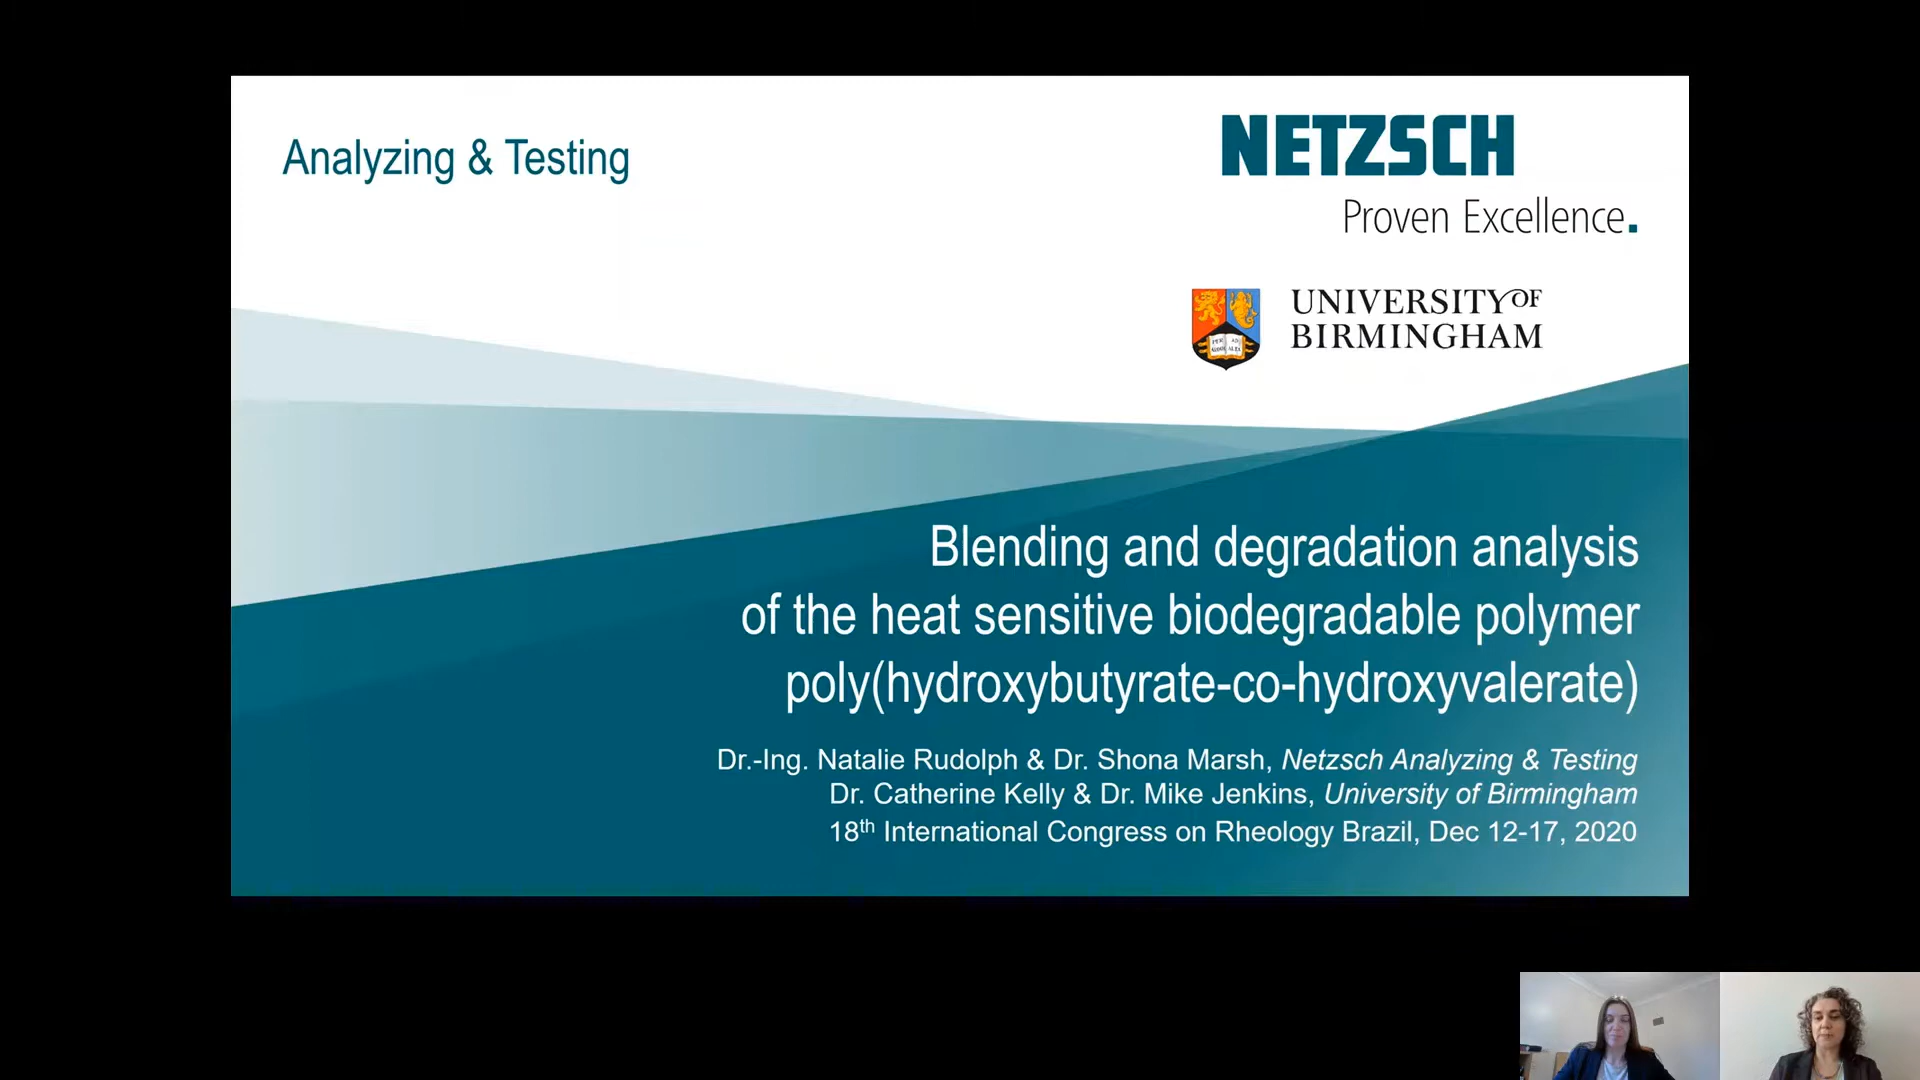 Analyzing & Testing
NETZSCH
Proven Excellence.
UNIVERSITY OF
BIRMINGHAM
Blending and degradation analysis
of the heat sensitive biodegradable polymer
poly(hydroxybutyrate-co-hydroxyvalerate)
Dr.-Ing. Natalie Rudolph & Dr. Shona Marsh, Netzsch Analyzing & Testing
Dr. Catherine Kelly & Dr. Mike Jenkins, University of Birmingham
18th International Congress on Rheology Brazil, Dec 12-17, 2020